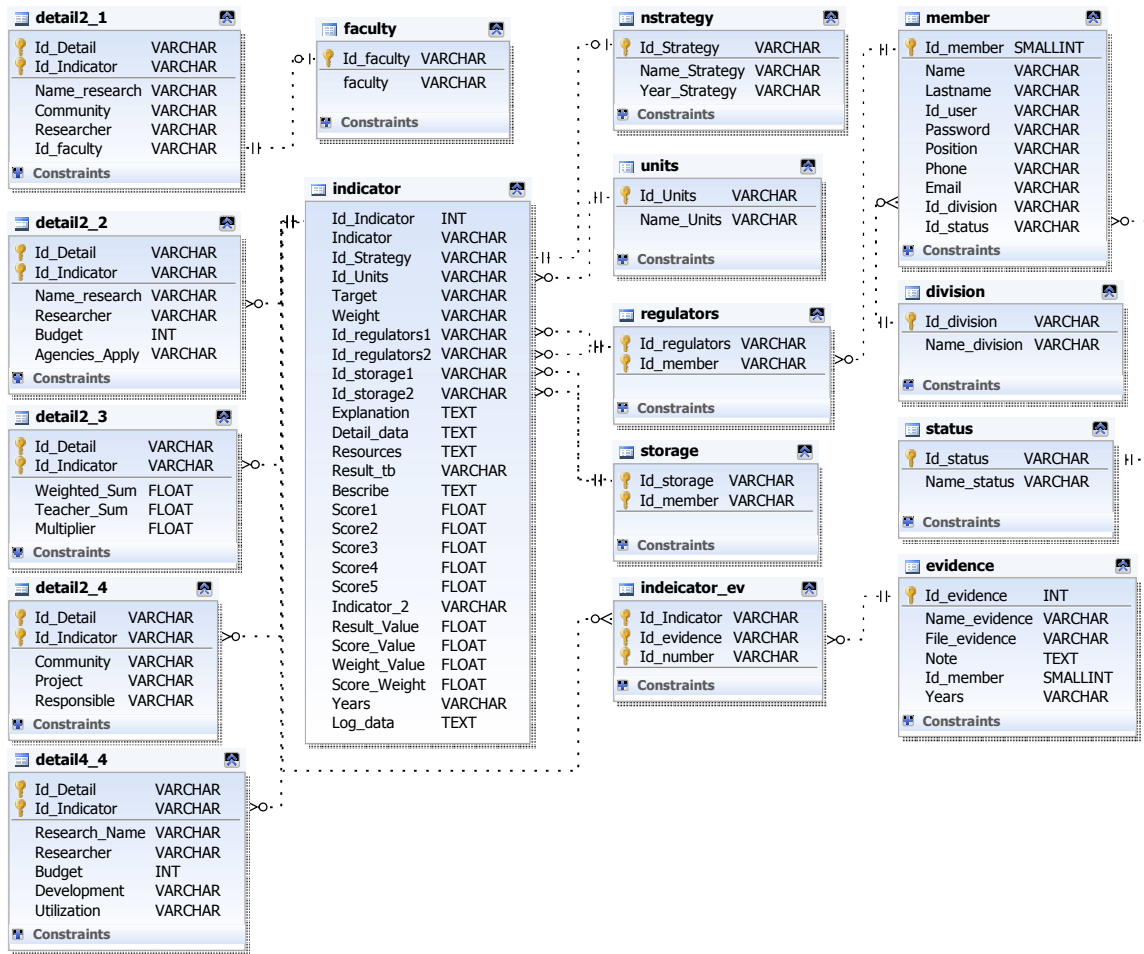 detail2_1
Id_Detail VARCHAR
Id_Indicator VARCHAR
Name_research VARCHAR
Community VARCHAR
Researcher VARCHAR
Id_faculty VARCHAR
Constraints
detail2_2
Id_Detail VARCHAR
Id_Indicator VARCHAR
Name_research VARCHAR
Researcher VARCHAR
Budget INT
Agencies_Apply VARCHAR
Constraints
detail2_3
Id_Detail VARCHAR
Id_Indicator VARCHAR
Weighted_Sum FLOAT
Teacher_Sum FLOAT
Multiplier FLOAT
Constraints
detail2_4
Id_Detail VARCHAR
Id_Indicator VARCHAR
Community VARCHAR
Project VARCHAR
Responsible VARCHAR
Constraints
detail4_4
Id_Detail VARCHAR
Id_Indicator VARCHAR
Research_Name VARCHAR
Researcher VARCHAR
Budget INT
Development VARCHAR
Utilization VARCHAR
Constraints
faculty
Id_faculty VARCHAR
faculty VARCHAR
Constraints
indicator
Id_Indicator INT
Indicator VARCHAR
Id_Strategy VARCHAR
Id_Units VARCHAR
Target VARCHAR
Weight VARCHAR
Id_regulators1 VARCHAR
Id_regulators2 VARCHAR
Id_storage1 VARCHAR
Id_storage2 VARCHAR
Explanation TEXT
Detail_data TEXT
Resources TEXT
Result_tb VARCHAR
Bescribe TEXT
Score1 FLOAT
Score2 FLOAT
Score3 FLOAT
Score4 FLOAT
Score5 FLOAT
Indicator_2 VARCHAR
Result_Value FLOAT
Score_Value FLOAT
Weight_Value FLOAT
Score_Weight FLOAT
Years VARCHAR
Log_data TEXT
nstrategy
Id_Strategy VARCHAR
Name_Strategy VARCHAR
Year_Strategy VARCHAR
Constraints
units
Id_Units VARCHAR
Name_Units VARCHAR
Constraints
regulators
Id_regulators VARCHAR
Id_member VARCHAR
Constraints
storage
Id_storage VARCHAR
Id_member VARCHAR
Constraints
indeicator_ev
Id_Indicator VARCHAR
Id_evidence VARCHAR
Id_number VARCHAR
Constraints
member
Id_member SMALLINT
Name VARCHAR
Lastname VARCHAR
Id_user VARCHAR
Password VARCHAR
Position VARCHAR
Phone VARCHAR
Email VARCHAR
Id_division VARCHAR
Id_status VARCHAR
Constraints
division
Id_division VARCHAR
Name_division VARCHAR
Constraints
status
Id_status VARCHAR
Name_status VARCHAR
Constraints
evidence
Id_evidence INT
Name_evidence VARCHAR
File_evidence VARCHAR
Note TEXT
Id_member SMALLINT
Years VARCHAR
Constraints